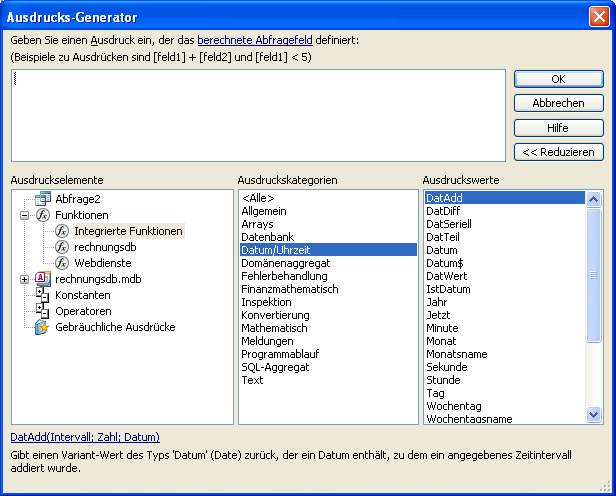 Ausdrucks-Generator
Geben Sie einen Ausdruck ein, der das berechnete Abfragefeld definiert:
(Beispiele zu Ausdrücken sind [feld1] + [feld2] und [feld1] < 5)
OK
Abbrechen
Hilfe
<< Reduzieren
Ausdruckselemente
Abfrage2
Funktionen
Integrierte Funktionen
rechnungsdb
Webdienste
rechnungsdb.mdb
Konstanten
Operatoren
Gebräuchliche Ausdrücke
Ausdruckskategorien
<Alle>
Allgemein
Arrays
Datenbank
Datum/Uhrzeit
Domänenaggregat
Fehlerbehandlung
Finanzmathematisch
Inspektion
Konvertierung
Mathematisch
Meldungen
Programmablauf
SQL-Aggregat
Text
Ausdruckswerte
DatAdd
DatDiff
DatSeriell
DatTeil
Datum
Datum$
DatWert
IstDatum
Jahr
Jetzt
Minute
Monat
Monatsname
Sekunde
Stunde
Tag
Wochentag
Wochentagsname
DatAdd(Intervall; Zahl; Datum)
Gibt einen Variant-Wert des Typs 'Datum' (Date) zurück, der ein Datum enthält, zu dem ein angegebenes Zeitintervall
addiert wurde.